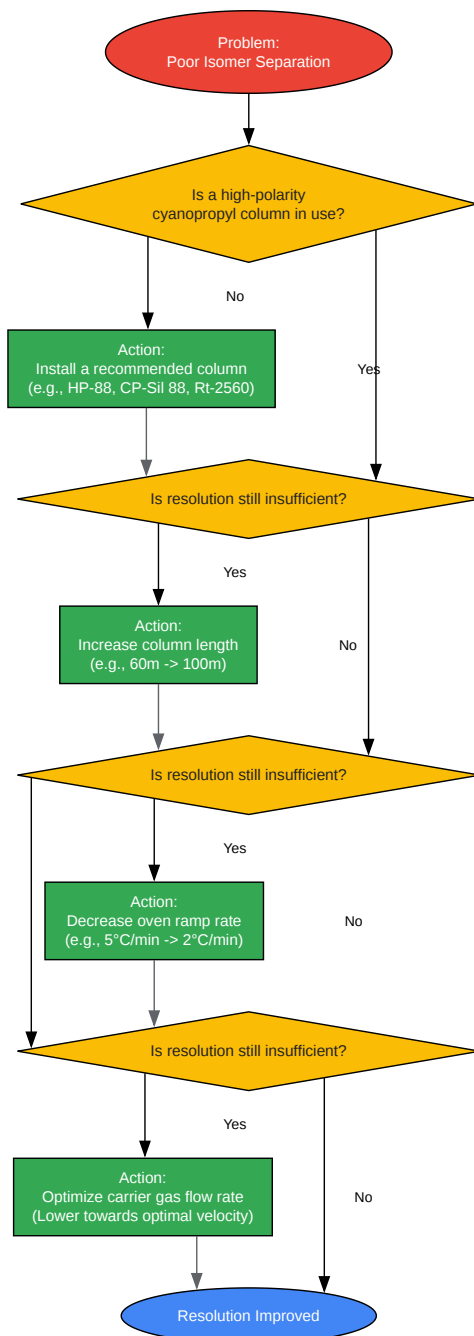 Problem:
Poor Isomer Separation
Is a high-polarity
cyanopropyl column in use?
No
Action:
Install a recommended column
(e.g., HP-88, CP-Sil 88, Rt-2560)
Yes
Is resolution still insufficient?
Yes
Action:
Increase column length
(e.g., 60m -> 100m)
No
Is resolution still insufficient?
Yes
Action:
Decrease oven ramp rate
(e.g., 5°C/min -> 2°C/min)
No
Is resolution still insufficient?
Yes
Action:
Optimize carrier gas flow rate
(Lower towards optimal velocity)
No
Resolution Improved